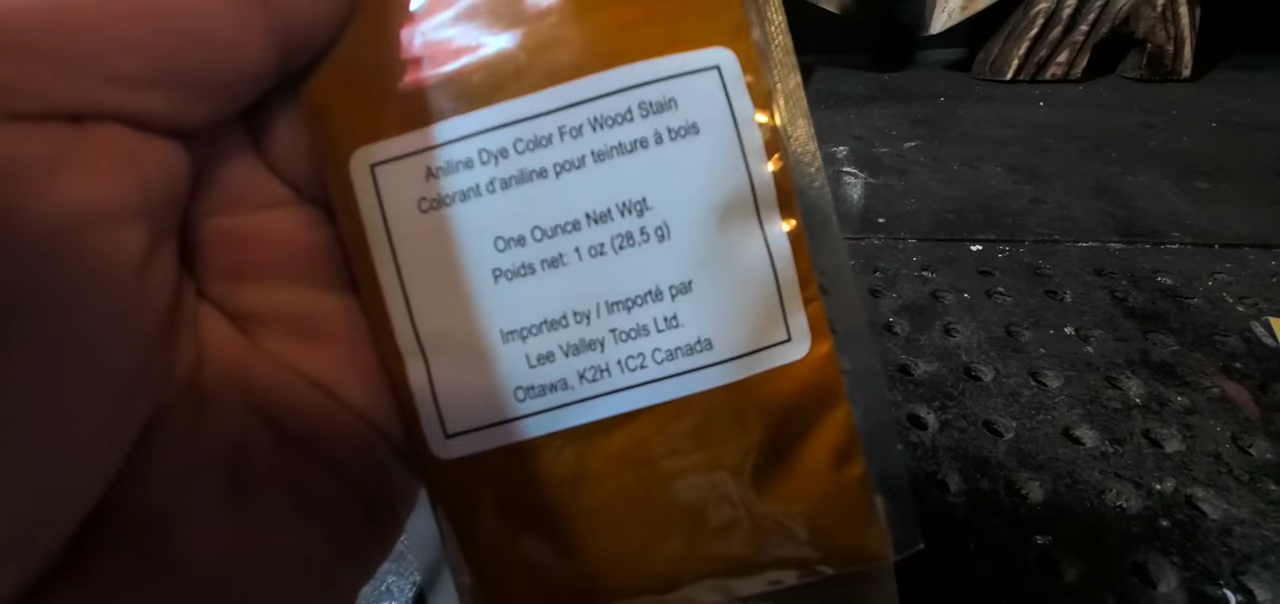 Aniline Dye Color For Wood Stain
Colorant d'aniline pour teinture à bois
One Ounce Net Wgt.
Poids net: 1 oz (28,5 g)
Imported by / Importé par
Lee Valley Tools Ltd.
Ottawa, K2H 1C2 Canada